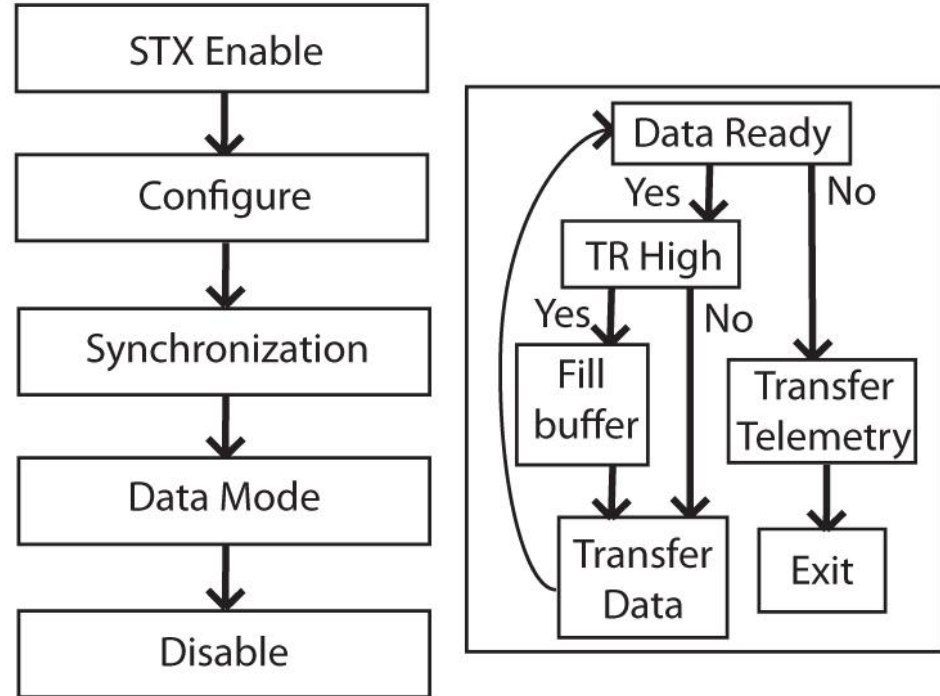 STX Enable
Configure
Synchronization
Data Mode
Disable
Data Ready
Yes
No
TR High
Yes
No
Fill
buffer
Transfer
Telemetry
Transfer
Data
Exit